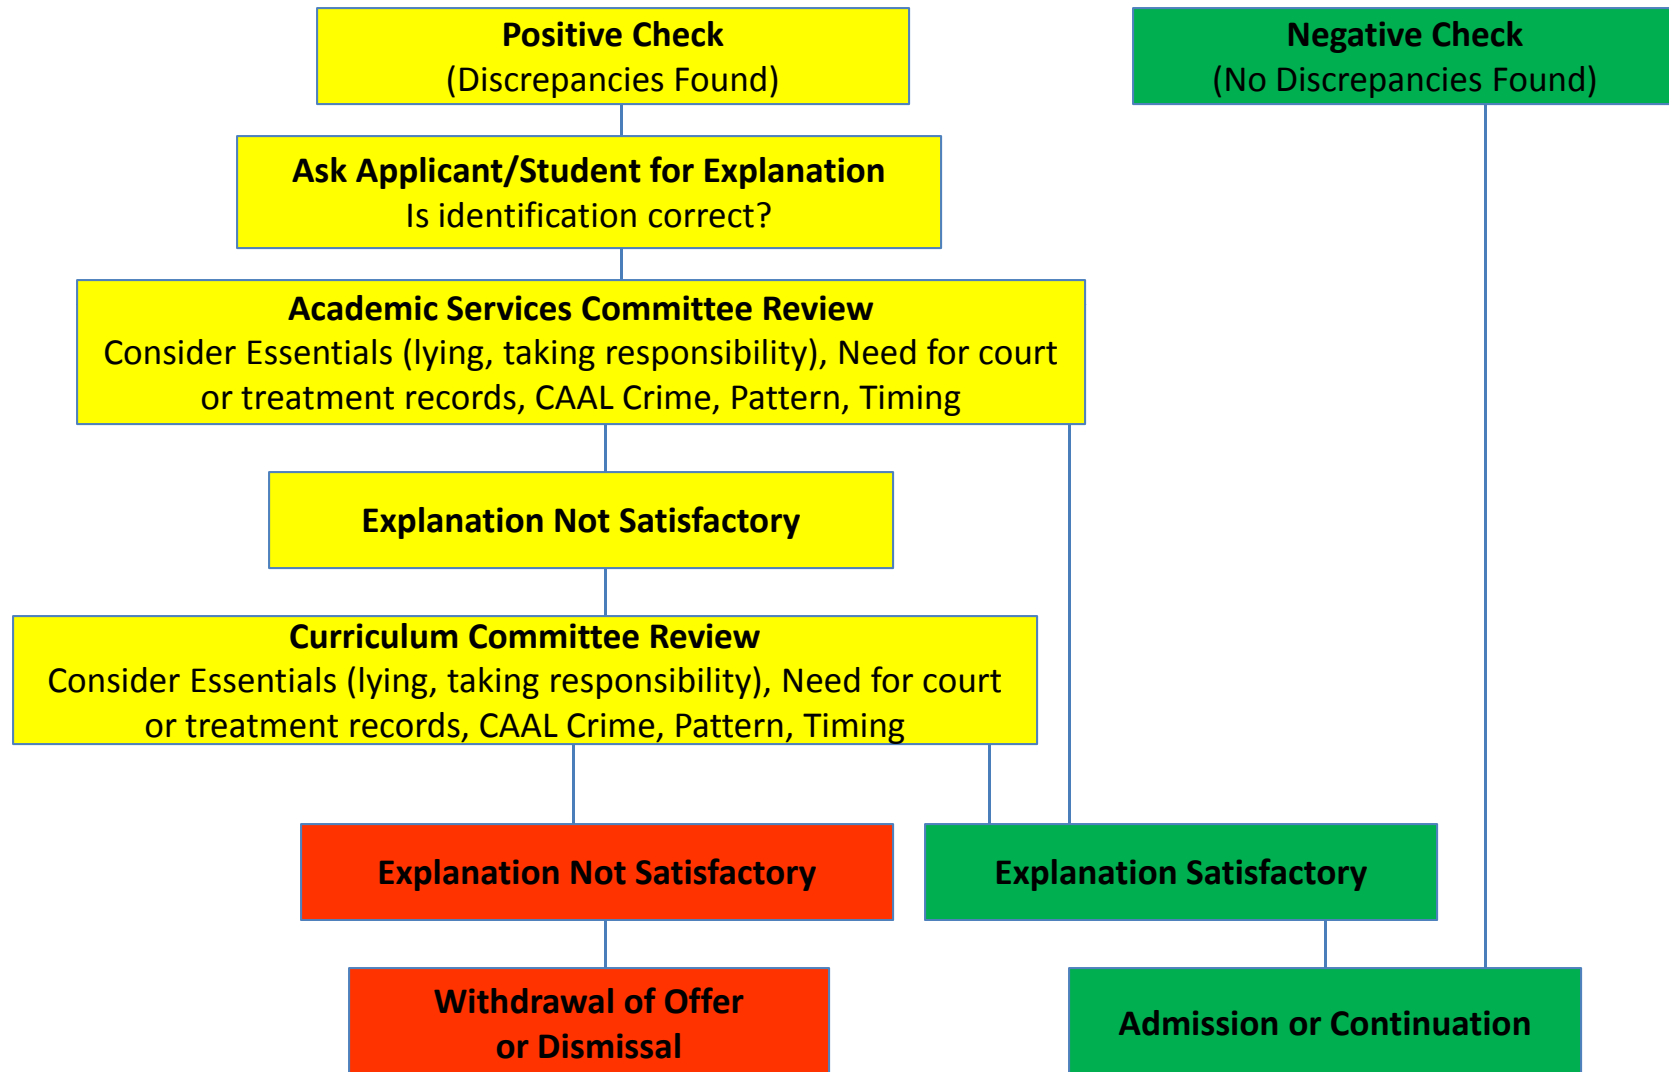 Positive Check
(Discrepancies Found)
Negative Check
(No Discrepancies Found)
Ask Applicant/Student for Explanation
Is identification correct?
Academic Services Committee Review
Consider Essentials (lying, taking responsibility), Need for court
or treatment records, CAAL Crime, Pattern, Timing
Explanation Not Satisfactory
Curriculum Committee Review
Consider Essentials (lying, taking responsibility), Need for court
or treatment records, CAAL Crime, Pattern, Timing
Explanation Not Satisfactory
Explanation Satisfactory
Withdrawal of Offer
or Dismissal
Admission or Continuation